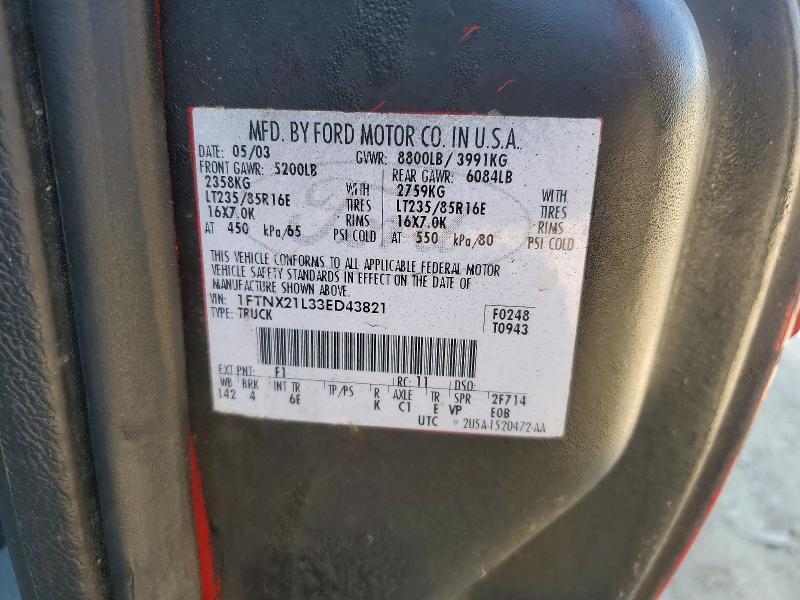 MFD. BY FORD MOTOR CO. IN U.S.A.
DATE: 05/03 GVWR: 8800LB/3991KG
FRONT GAWR: 5200LB REAR GAWR: 6084LB
2358KG WITH 2759KG WITH
LT235/85R16E TIRES LT235/85R16E TIRES
16X7.0K RIMS 16X7.0K RIMS
AT 450 kPa/65 PSI COLD AT 550 kPa/80 PSI COLD
THIS VEHICLE CONFORMS TO ALL APPLICABLE FEDERAL MOTOR
VEHICLE SAFETY STANDARDS IN EFFECT ON THE DATE OF
MANUFACTURE SHOWN ABOVE.
VIN: 1FTNX21L33ED43821 F0248
TYPE: TRUCK T0943
EXT PNT: F1 RC: 11 DSO:
WB BRK INT TR TP/PS R AXLE TR SPR 2F714
142 4 6E K C1 E VP E0B
UTC 2U5A-1520472-AA